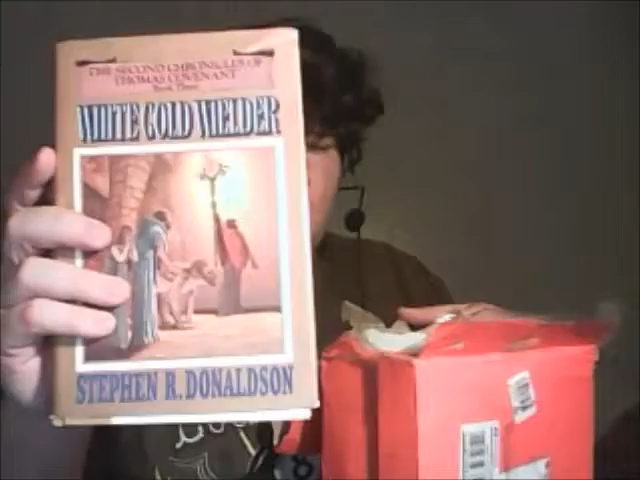 THE SECOND CHRONICLES OF
THOMAS COVENANT
Book Three
WHITE GOLD WIELDER
STEPHEN R. DONALDSON